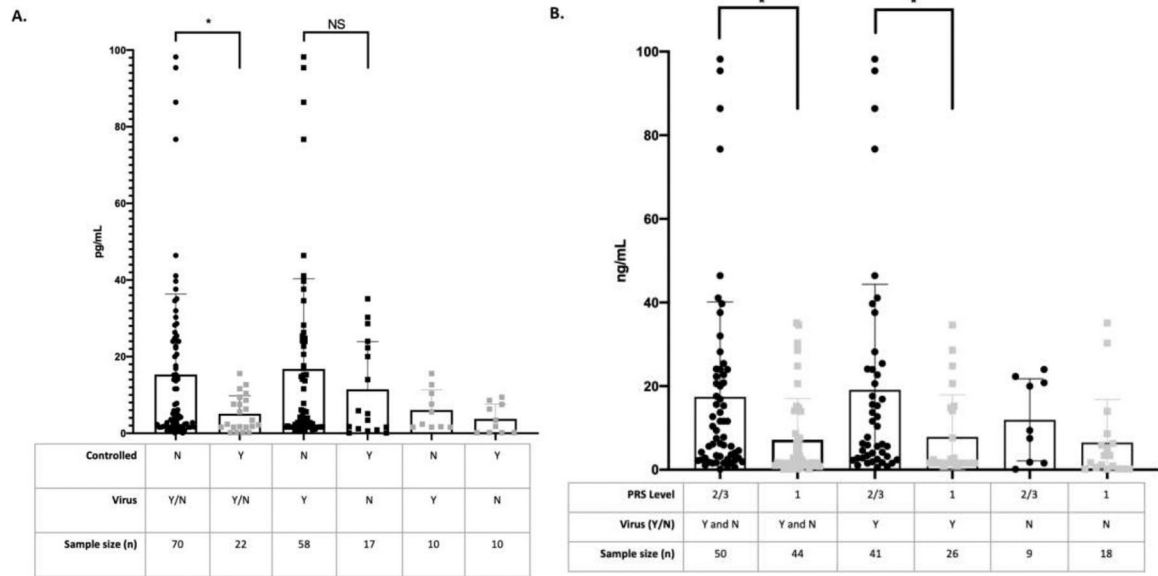 A.
* NS
100
80
60
40
20
0
pg/mL
Controlled N Y N Y N Y
Virus Y/N Y/N Y N Y N
Sample size (n) 70 22 58 17 10 10
B.
* *
100
80
60
40
20
0
ng/mL
PRS Level 2/3 1 2/3 1 2/3 1
Virus (Y/N) Y and N Y and N Y Y N N
Sample size (n) 50 44 41 26 9 18